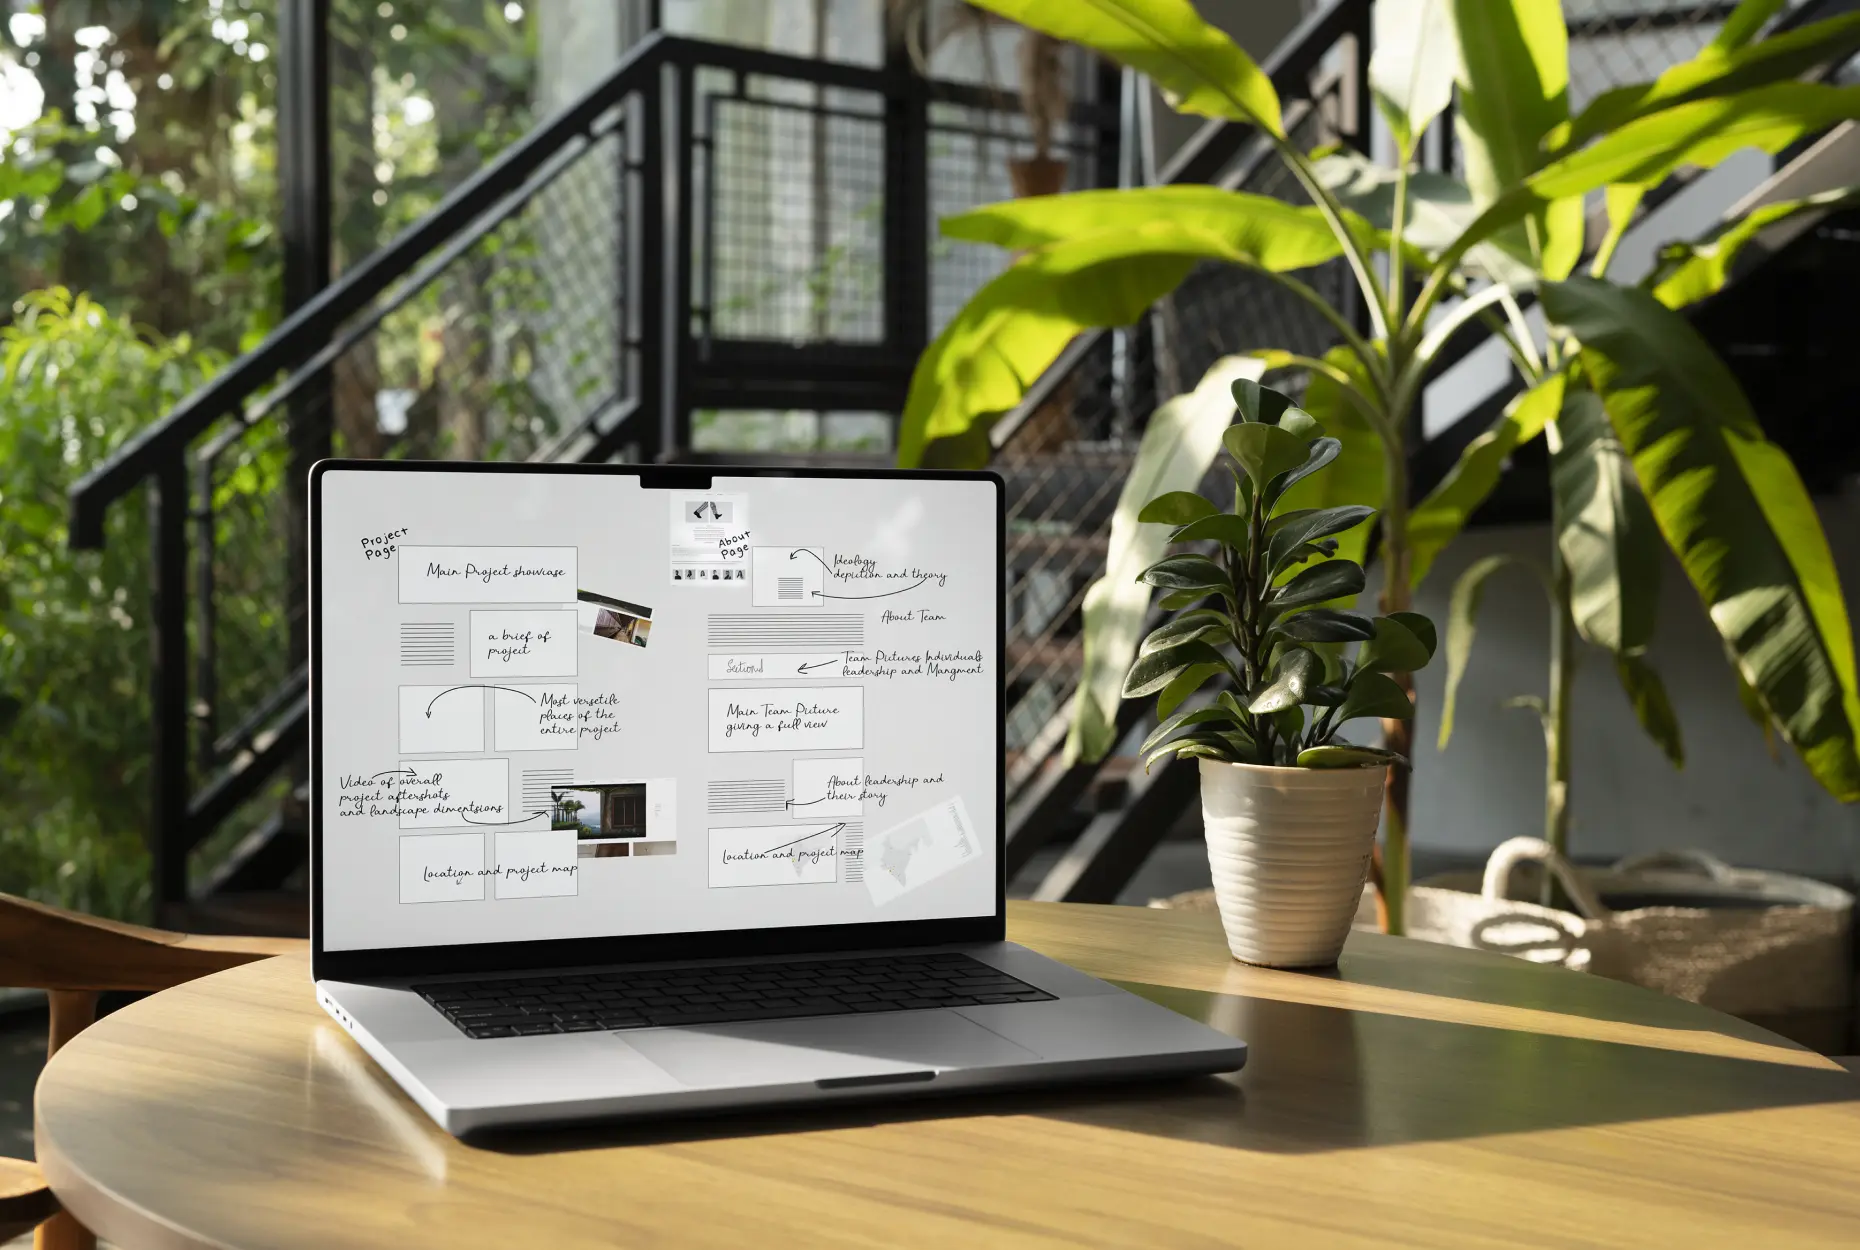 Project
Page
Main Project showcase
a brief of
project
Most versetile
places of the
entire project
Video of overall
project aftershots
and landscape dimentsions
Location and project map
About
Page
Ideology
depiction and theory
About Team
Section1
Team Pictures Individuals
leadership and Mangment
Main Team Picture
giving a full view
About leadership and
their story
Location and project map